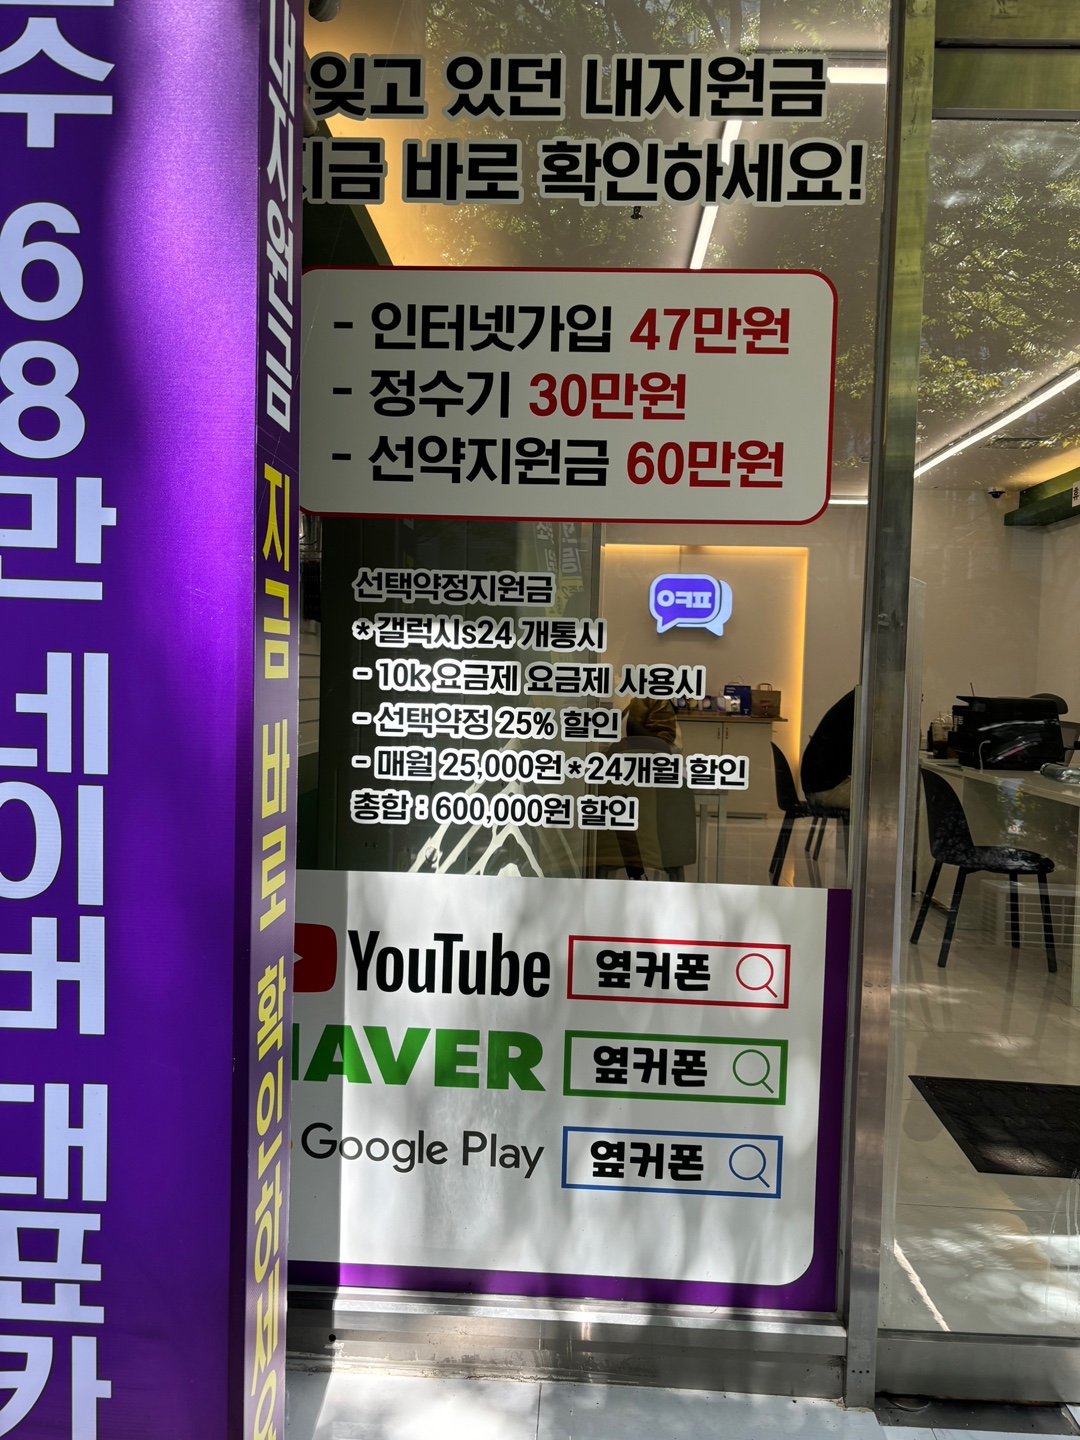 수 68만 네이버 대표카
내지원금 지금 바로 확인하세요
잊고 있던 내지원금
지금 바로 확인하세요!
- 인터넷가입 47만원
- 정수기 30만원
- 선약지원금 60만원
선택약정지원금
*갤럭시s24 개통시
- 10k 요금제 요금제 사용시
- 선택약정 25% 할인
- 매월 25,000원*24개월 할인
총합 : 600,000원 할인
YouTube 옆커폰
NAVER 옆커폰
Google Play 옆커폰